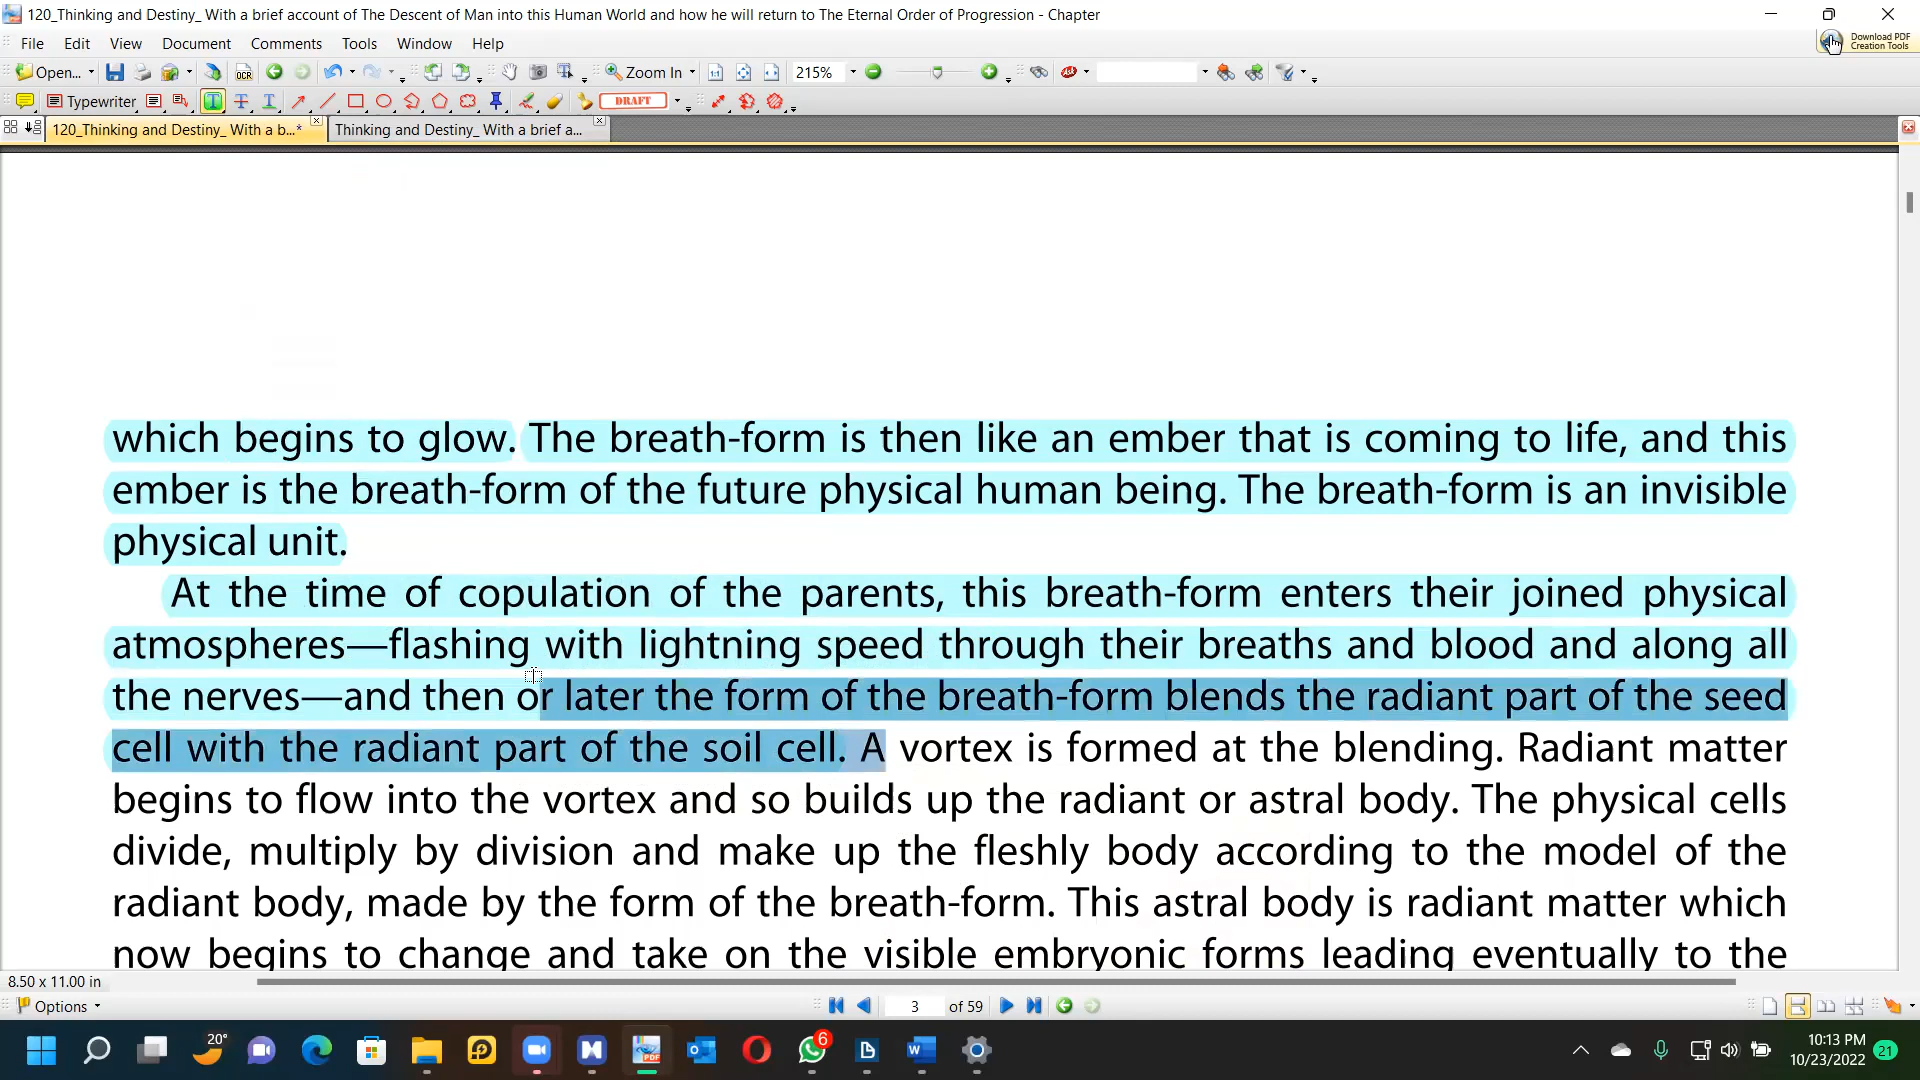 120_Thinking and Destiny_ With a brief account of The Descent of Man into this Human World and how he will return to The Eternal Order of Progression - Chapter
File Edit View Document Comments Tools Window Help
Download PDF
Creation Tools
Open... OCR Zoom In 215%
Typewriter DRAFT
120_Thinking and Destiny_ With a b...* Thinking and Destiny_ With a brief a...
which begins to glow. The breath-form is then like an ember that is coming to life, and this
ember is the breath-form of the future physical human being. The breath-form is an invisible
physical unit.
At the time of copulation of the parents, this breath-form enters their joined physical
atmospheres—flashing with lightning speed through their breaths and blood and along all
the nerves—and then or later the form of the breath-form blends the radiant part of the seed
cell with the radiant part of the soil cell. A vortex is formed at the blending. Radiant matter
begins to flow into the vortex and so builds up the radiant or astral body. The physical cells
divide, multiply by division and make up the fleshly body according to the model of the
radiant body, made by the form of the breath-form. This astral body is radiant matter which
now begins to change and take on the visible embryonic forms leading eventually to the
8.50 x 11.00 in
Options 3 of 59
20° 6 10:13 PM
10/23/2022 21